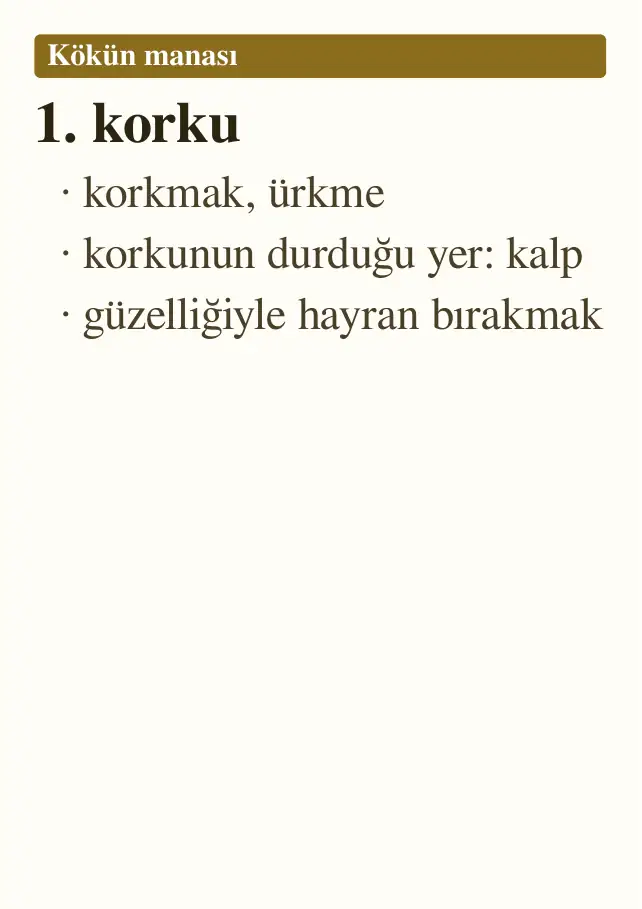 Kökün manası
1. korku
· korkmak, ürkme
· korkunun durduğu yer: kalp
· güzelliğiyle hayran bırakmak